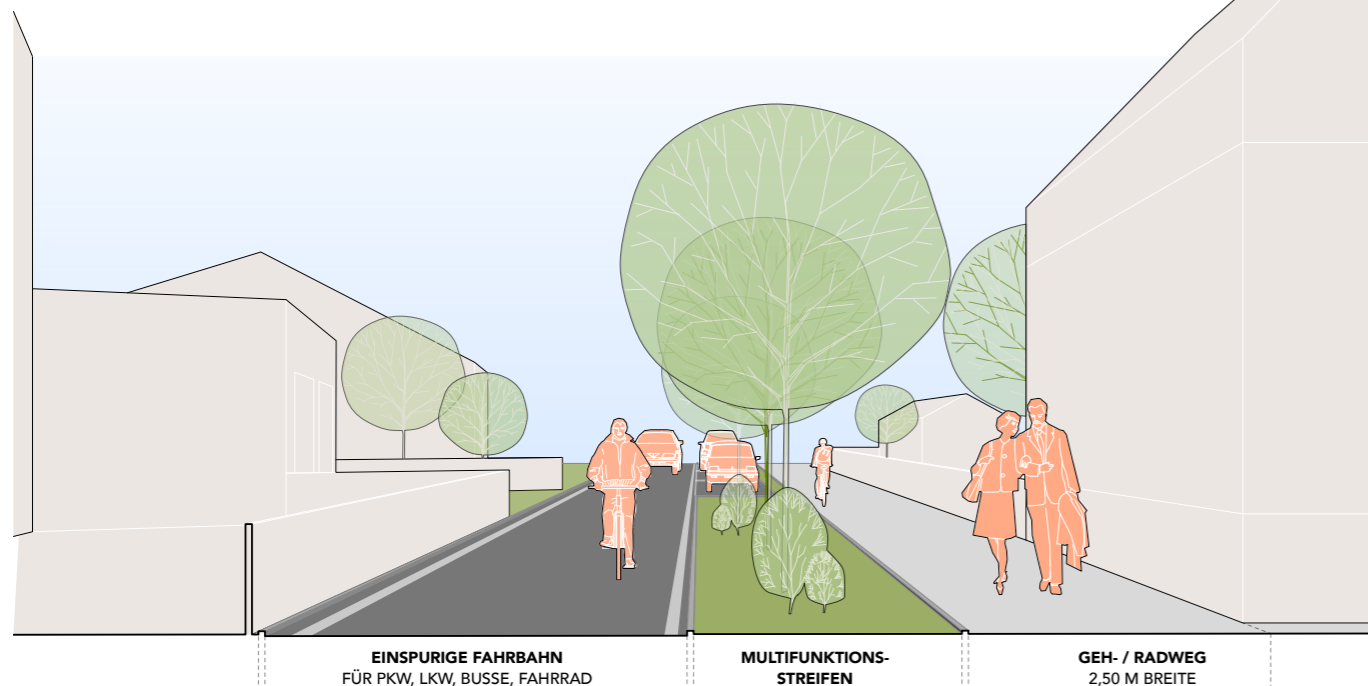 EINSPURIGE FAHRBAHN
FÜR PKW, LKW, BUSSE, FAHRRAD
MULTIFUNKTIONS-
STREIFEN
GEH- / RADWEG
2,50 M BREITE